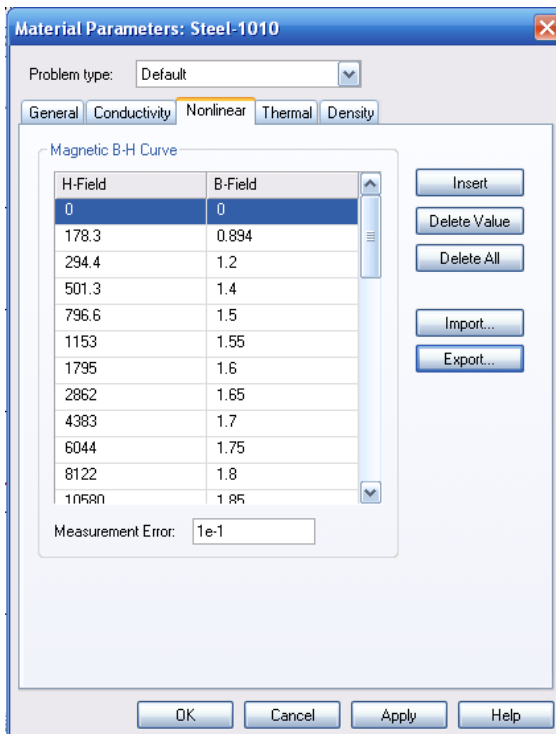 Material Parameters: Steel-1010
Problem type: Default
General Conductivity Nonlinear Thermal Density
Magnetic B-H Curve
H-Field B-Field
0 0
178.3 0.894
294.4 1.2
501.3 1.4
796.6 1.5
1153 1.55
1795 1.6
2862 1.65
4383 1.7
6044 1.75
8122 1.8
10580 1.85
Measurement Error: 1e-1
Insert
Delete Value
Delete All
Import...
Export...
OK Cancel Apply Help